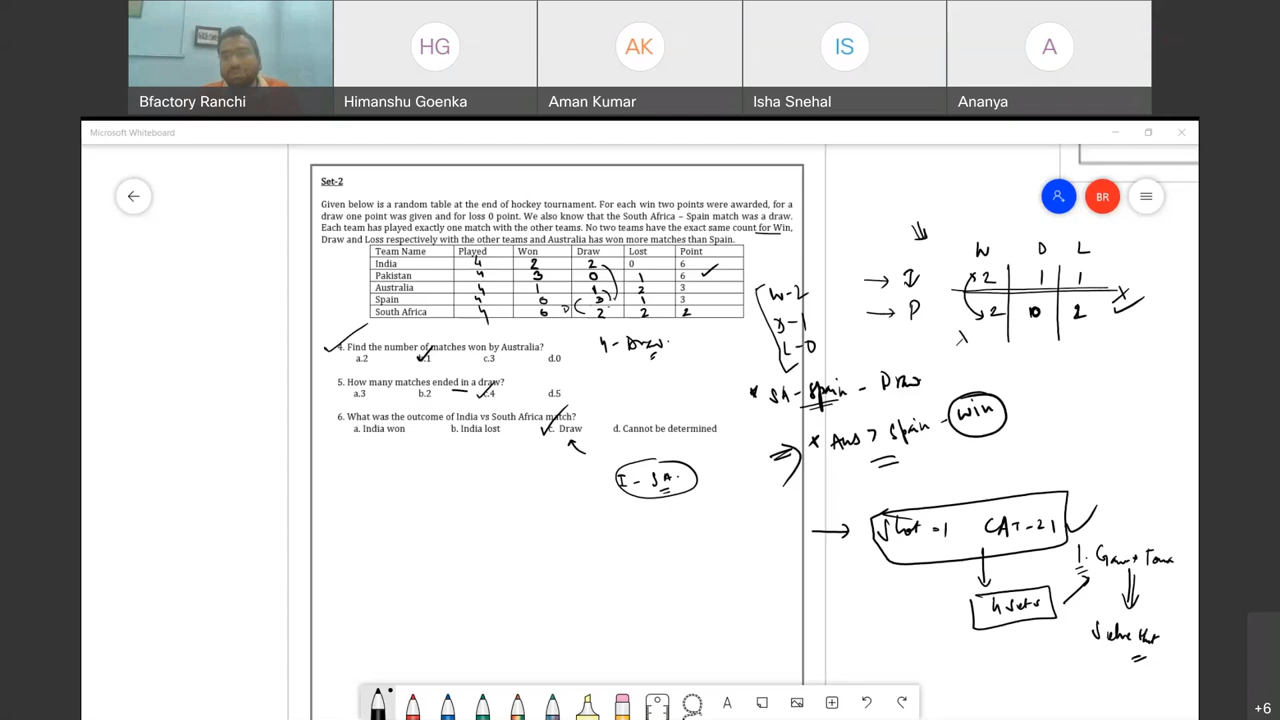 HG
AK
IS
A
Bfactory Ranchi
Himanshu Goenka
Aman Kumar
Isha Snehal
Ananya
Microsoft Whiteboard
BR
Set-2
Given below is a random table at the end of hockey tournament. For each win two points were awarded, for a
draw one point was given and for loss 0 point. We also know that the South Africa – Spain match was a draw.
Each team has played exactly one match with the other teams. No two teams have the exact same count for Win,
Draw and Loss respectively with the other teams and Australia has won more matches than Spain.
Team Name Played Won Draw Lost Point
India 4 2 2 0 6
Pakistan 4 3 0 1 6
Australia 4 1 1 2 3
Spain 4 0 3 1 3
South Africa 4 0 2 2 2
4. Find the number of matches won by Australia?
a.2 b.1 c.3 d.0
4 - Draw.
5. How many matches ended in a draw?
a.3 b.2 c.4 d.5
6. What was the outcome of India vs South Africa match?
a. India won b. India lost c. Draw d. Cannot be determined
I - SA.
W D L
→ I 2 1 1
→ P 2 2
W-2
D-1
L-0
* SA - Spain - Draw
* Aus > Spain - Win
→ Slot = 1 CAT-21
4 sets
1.
A
+6